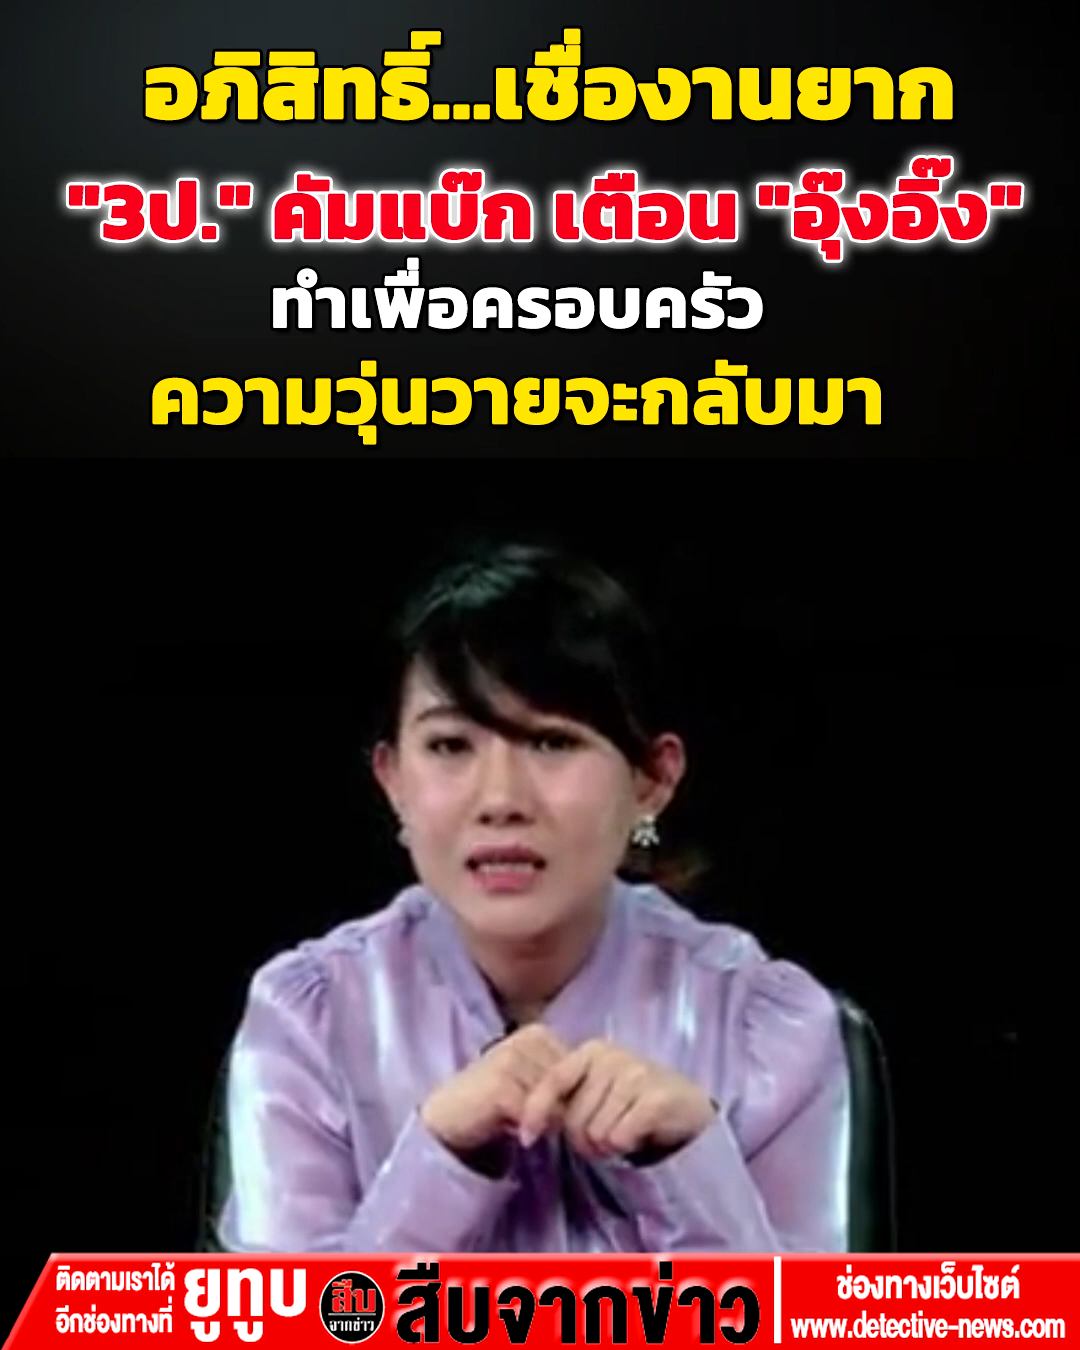 อภิสิทธิ์...เชื่องานยาก
"3ป." คัมแบ๊ก เตือน "อุ๊งอิ๊ง"
ทำเพื่อครอบครัว
ความวุ่นวายจะกลับมา
ติดตามเราได้
อีกช่องทางที่
ยูทูบ
สืบ
จากข่าว
สืบจากข่าว
ช่องทางเว็บไซต์
www.detective-news.com